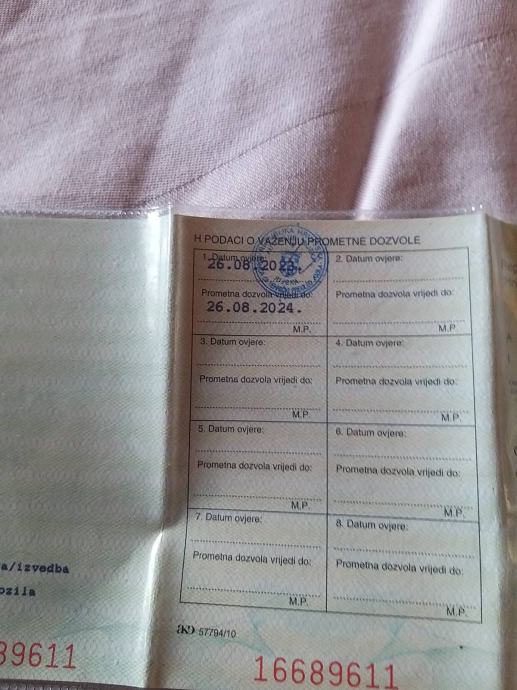 H PODACI O VAŽENJU PROMETNE DOZVOLE
1. Datum ovjere:
26.08.2023.
Prometna dozvola vrijedi do:
26.08.2024.
M.P.
2. Datum ovjere:
Prometna dozvola vrijedi do:
M.P.
3. Datum ovjere:
Prometna dozvola vrijedi do:
M.P.
4. Datum ovjere:
Prometna dozvola vrijedi do:
M.P.
5. Datum ovjere:
Prometna dozvola vrijedi do:
M.P.
6. Datum ovjere:
Prometna dozvola vrijedi do:
M.P.
7. Datum ovjere:
Prometna dozvola vrijedi do:
M.P.
8. Datum ovjere:
Prometna dozvola vrijedi do:
M.P.
AKD 57794/10
16689611
a/izvedba
ozila
89611